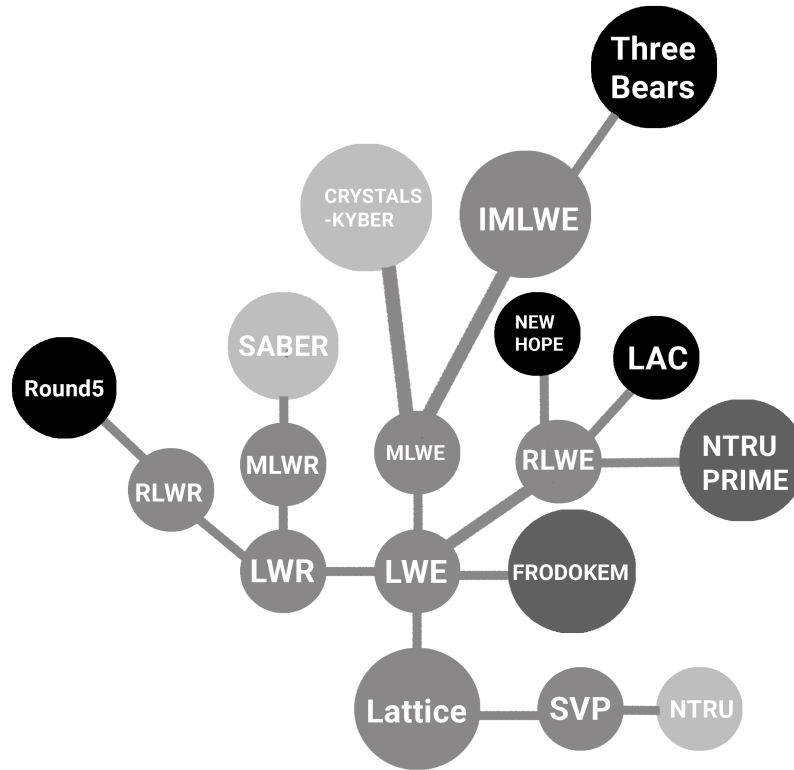 Three
Bears
CRYSTALS
-KYBER
IMLWE
NEW
HOPE
SABER
LAC
Round5
NTRU
PRIME
MLWE
RLWE
MLWR
RLWR
LWR
LWE
FRODOKEM
Lattice
SVP
NTRU